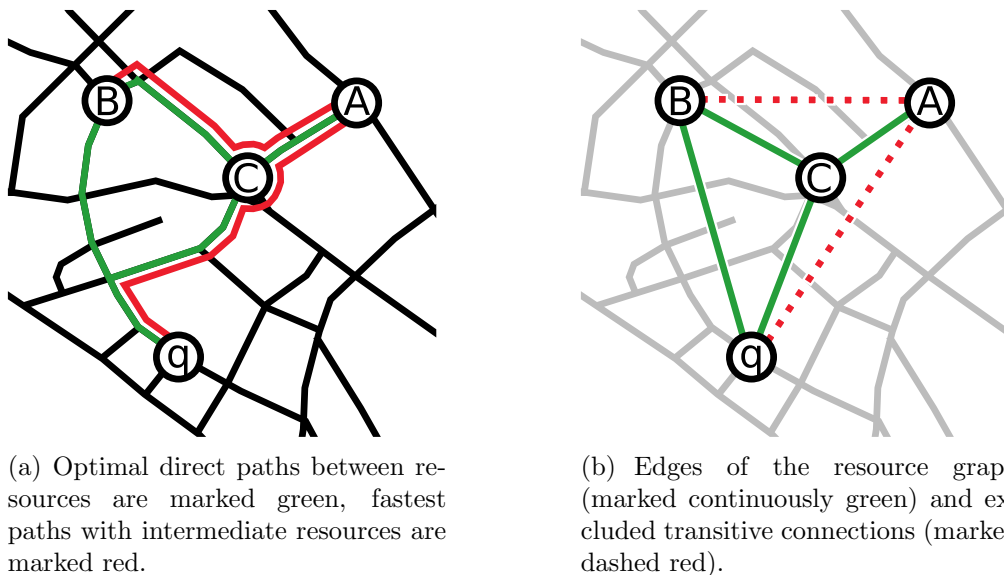 B
A
C
q
(a) Optimal direct paths between re-
sources are marked green, fastest
paths with intermediate resources are
marked red.
B
A
C
q
(b) Edges of the resource grap
(marked continuously green) and ex
cluded transitive connections (marke
dashed red).